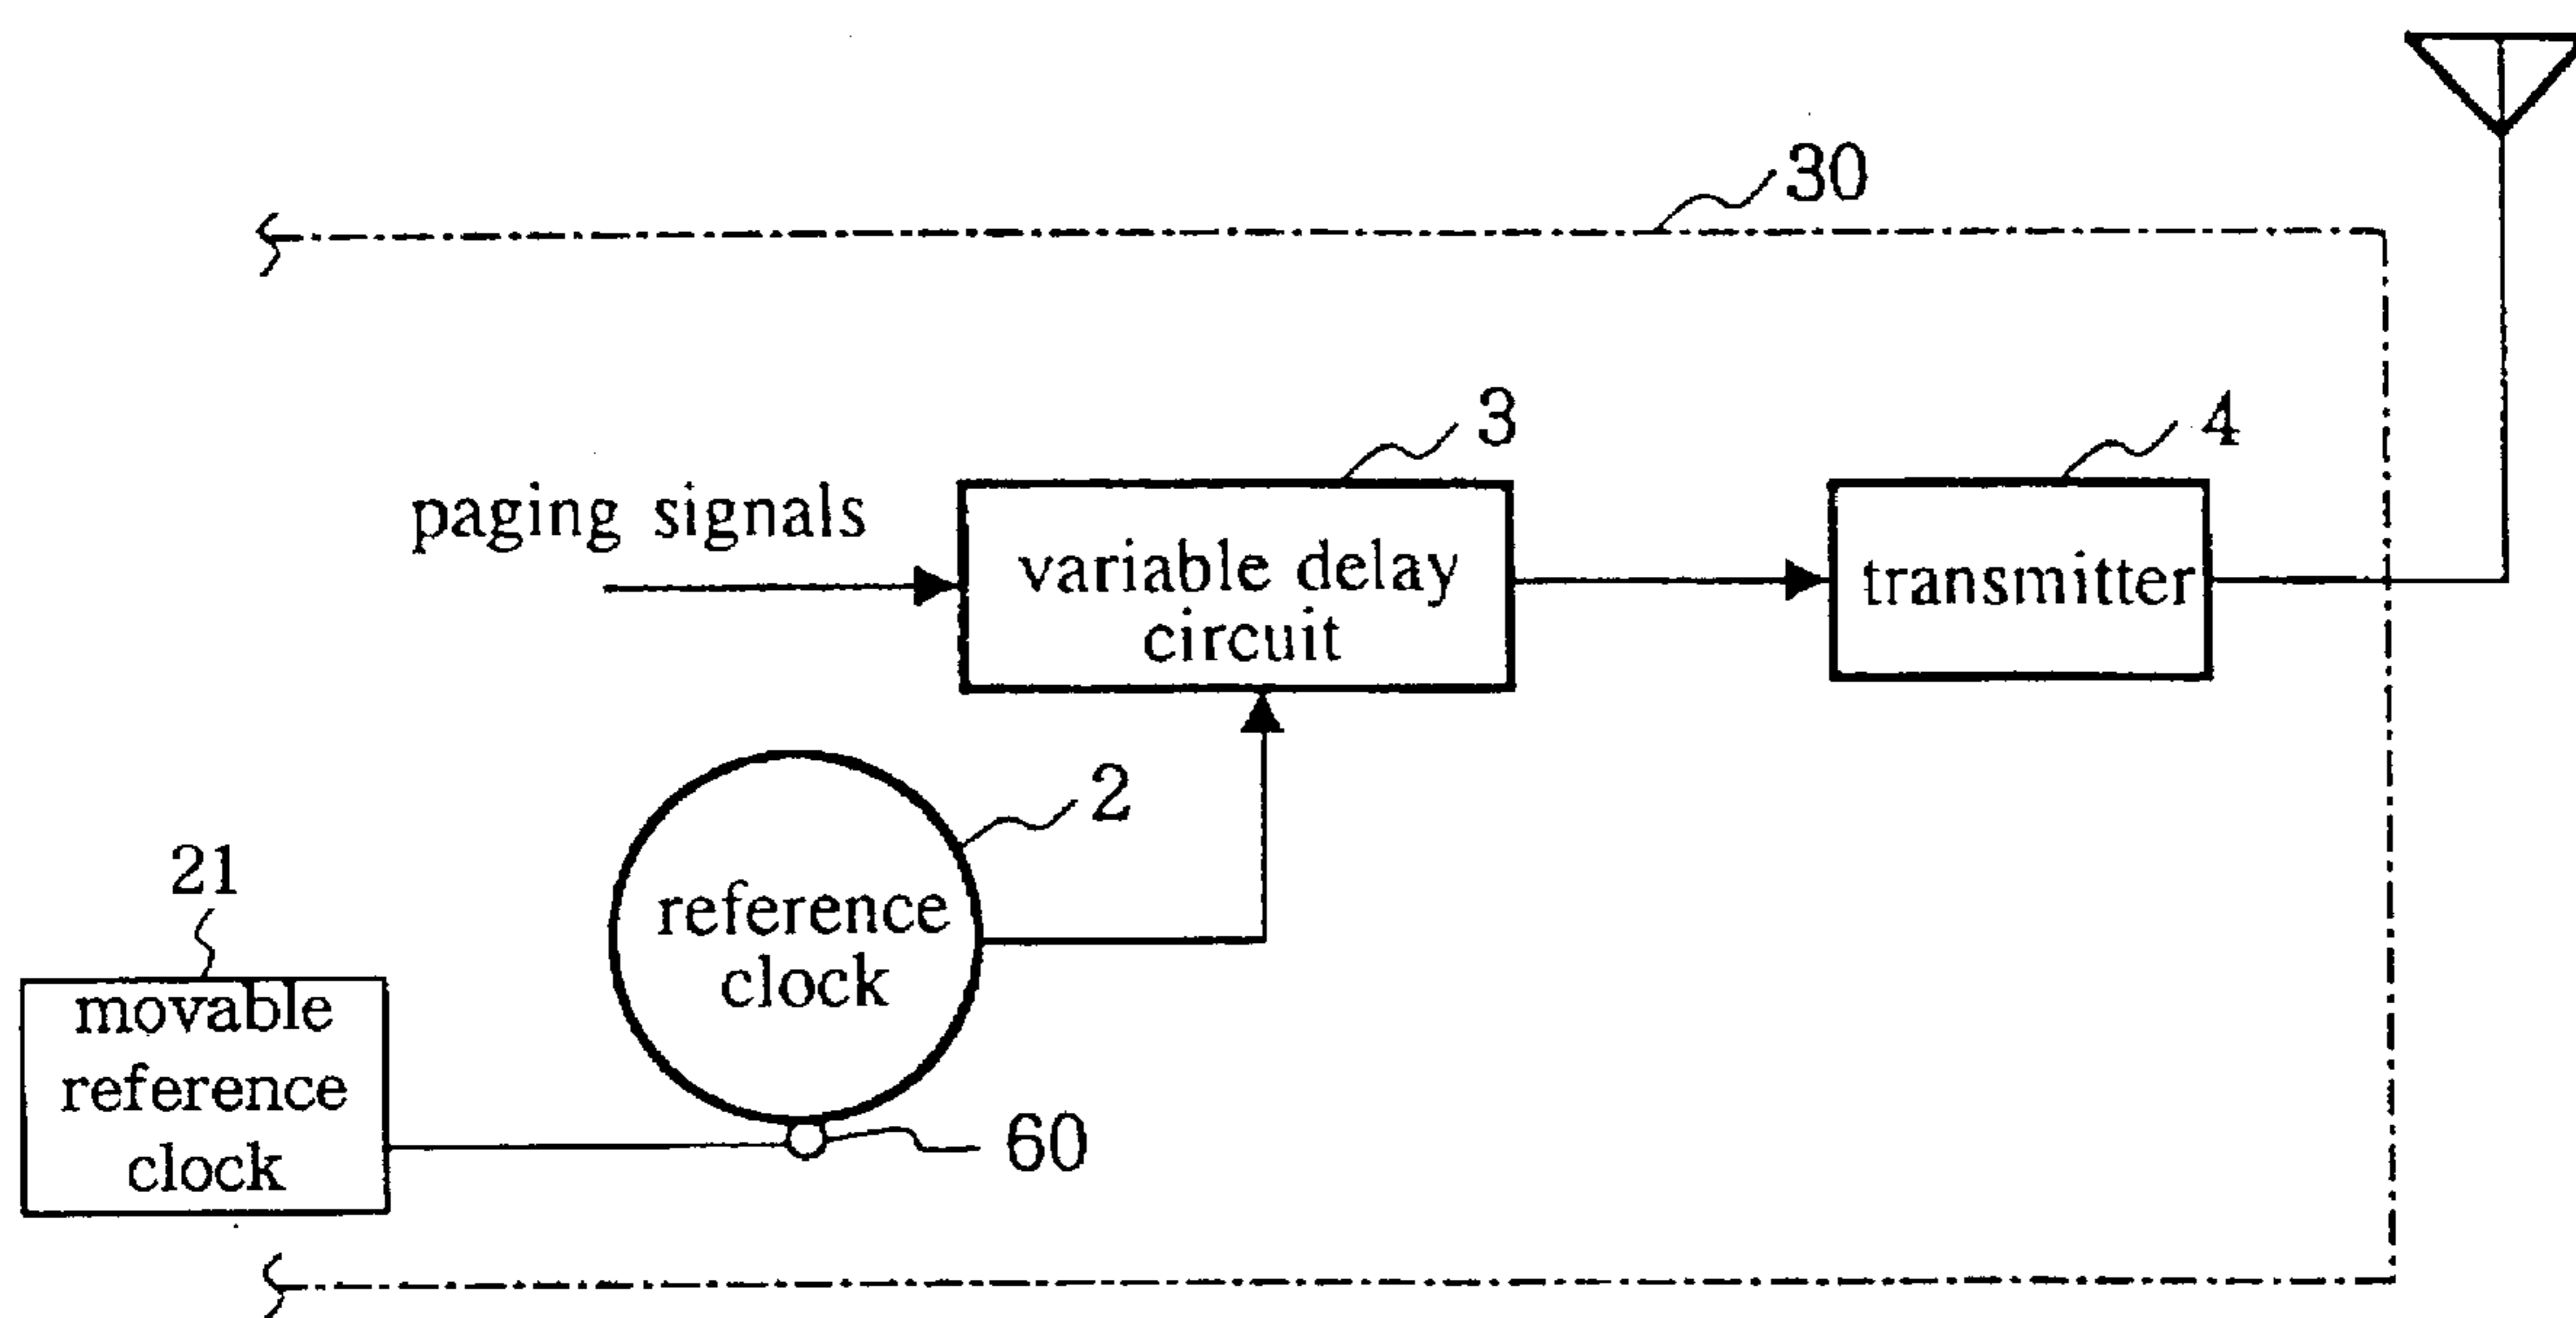 30
3
4
paging signals
variable delay
circuit
transmitter
2
21
reference
clock
movable
reference
clock
60